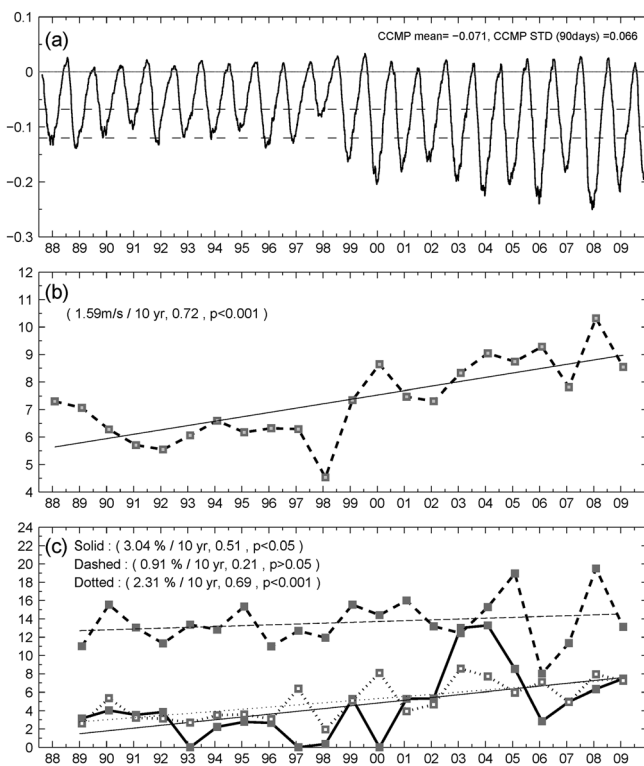 0.1
(a)
CCMP mean= −0.071, CCMP STD (90days) =0.066
0
−0.1
−0.2
−0.3
88 89 90 91 92 93 94 95 96 97 98 99 00 01 02 03 04 05 06 07 08 09
12
(b)
11
( 1.59m/s / 10 yr, 0.72 , p<0.001 )
10
9
8
7
6
5
4
88 89 90 91 92 93 94 95 96 97 98 99 00 01 02 03 04 05 06 07 08 09
24
(c)
Solid : ( 3.04 % / 10 yr, 0.51 , p<0.05 )
22
20
Dashed : ( 0.91 % / 10 yr, 0.21 , p>0.05 )
18
Dotted : ( 2.31 % / 10 yr, 0.69 , p<0.001 )
16
14
12
10
8
6
4
2
0
88 89 90 91 92 93 94 95 96 97 98 99 00 01 02 03 04 05 06 07 08 09